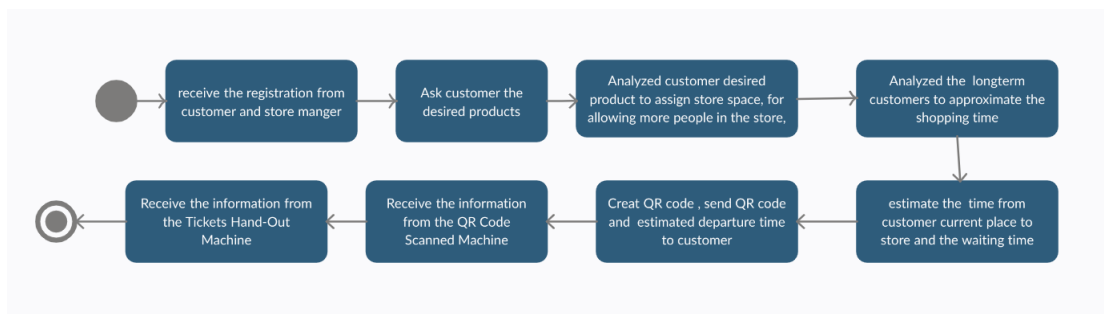 receive the registration from
customer and store manger
Ask customer the
desired products
Analyzed customer desired
product to assign store space, for
allowing more people in the store,
Analyzed the longterm
customers to approximate the
shopping time
estimate the time from
customer current place to
store and the waiting time
Creat QR code , send QR code
and estimated departure time
to customer
Receive the information
from the QR Code
Scanned Machine
Receive the information from
the Tickets Hand-Out
Machine